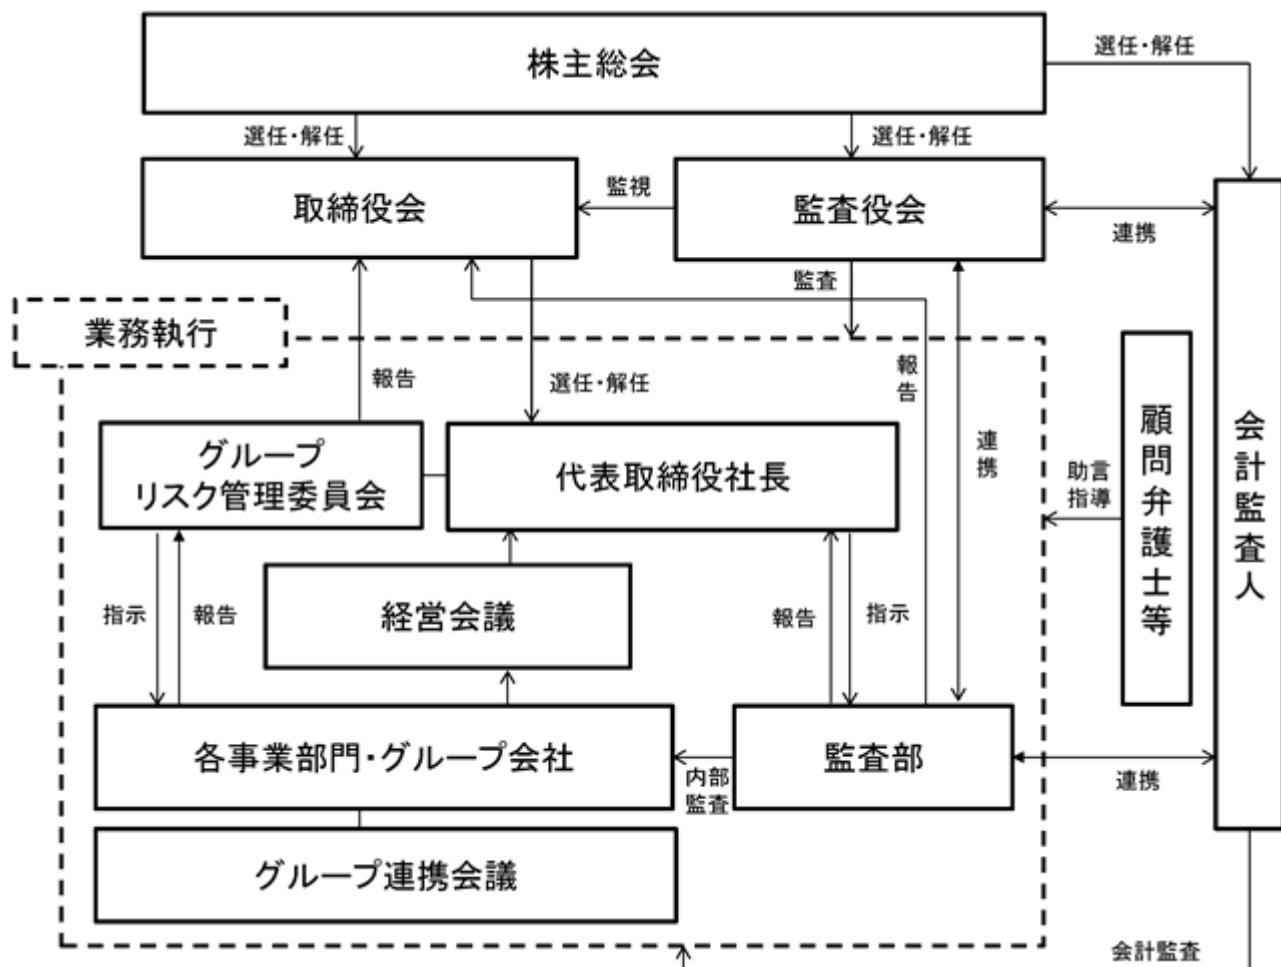 株主総会
選任・解任
選任・解任
選任・解任
取締役会
監視
監査役会
連携
監査
業務執行
報告
選任・解任
報
告
連
携
グループ
リスク管理委員会
代表取締役社長
助言
指導
顧
問
弁
護
士
等
会
計
監
査
人
指示
報告
経営会議
報告
指示
各事業部門・グループ会社
内部
監査
監査部
連携
グループ連携会議
会計監査